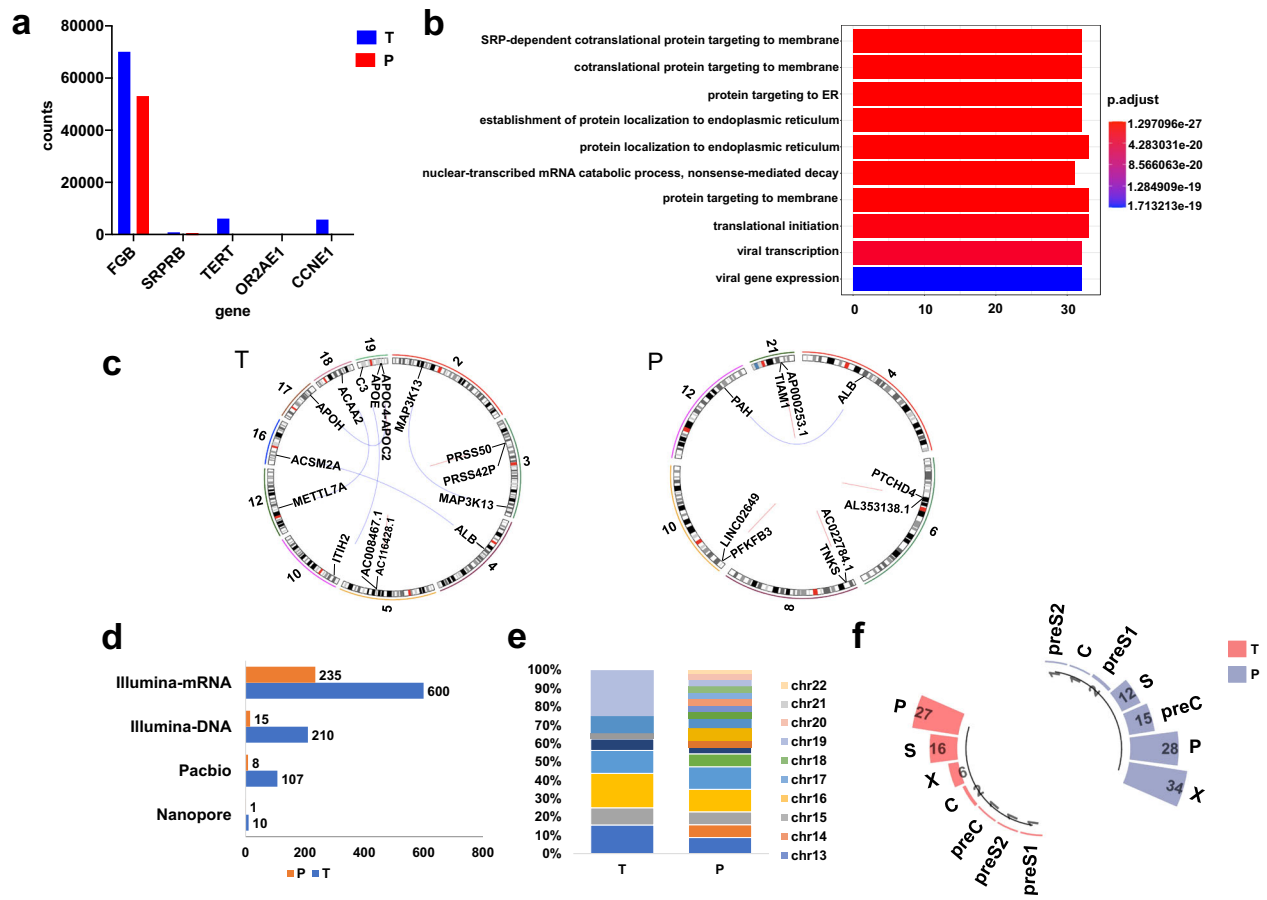 a
80000
60000
40000
20000
0
counts
FGB
SRPRB
TERT
OR2AE1
CCNE1
gene
T
P
b
SRP-dependent cotranslational protein targeting to membrane
cotranslational protein targeting to membrane
protein targeting to ER
establishment of protein localization to endoplasmic reticulum
protein localization to endoplasmic reticulum
nuclear-transcribed mRNA catabolic process, nonsense-mediated decay
protein targeting to membrane
translational initiation
viral transcription
viral gene expression
0 10 20 30
p.adjust
1.297096e-27
4.283031e-20
8.566063e-20
1.284909e-19
1.713213e-19
c
T
19
2
3
4
5
10
12
16
17
18
C3
APOE
APOC4-APOC2
MAP3K13
PRSS50
PRSS42P
MAP3K13
ALB
AC008467.1
AC116428.1
ITIH2
METTL7A
ACSM2A
APOH
ACAA2
P
21
4
6
8
10
12
TIAM1
AP000253.1
ALB
PTCHD4
AL353138.1
AC022784.1
TNKS
LINC02649
PFKFB3
PAH
d
Illumina-mRNA
235
600
Illumina-DNA
15
210
Pacbio
8
107
Nanopore
1
10
0 200 400 600 800
P T
e
100%
90%
80%
70%
60%
50%
40%
30%
20%
10%
0%
T P
chr22
chr21
chr20
chr19
chr18
chr17
chr16
chr15
chr14
chr13
f
T
P
preS2
C
preS1
S
preC
P
X
1
1
2
12
15
28
34
P
S
X
C
preC
preS2
preS1
27
16
6
2
1
1
1